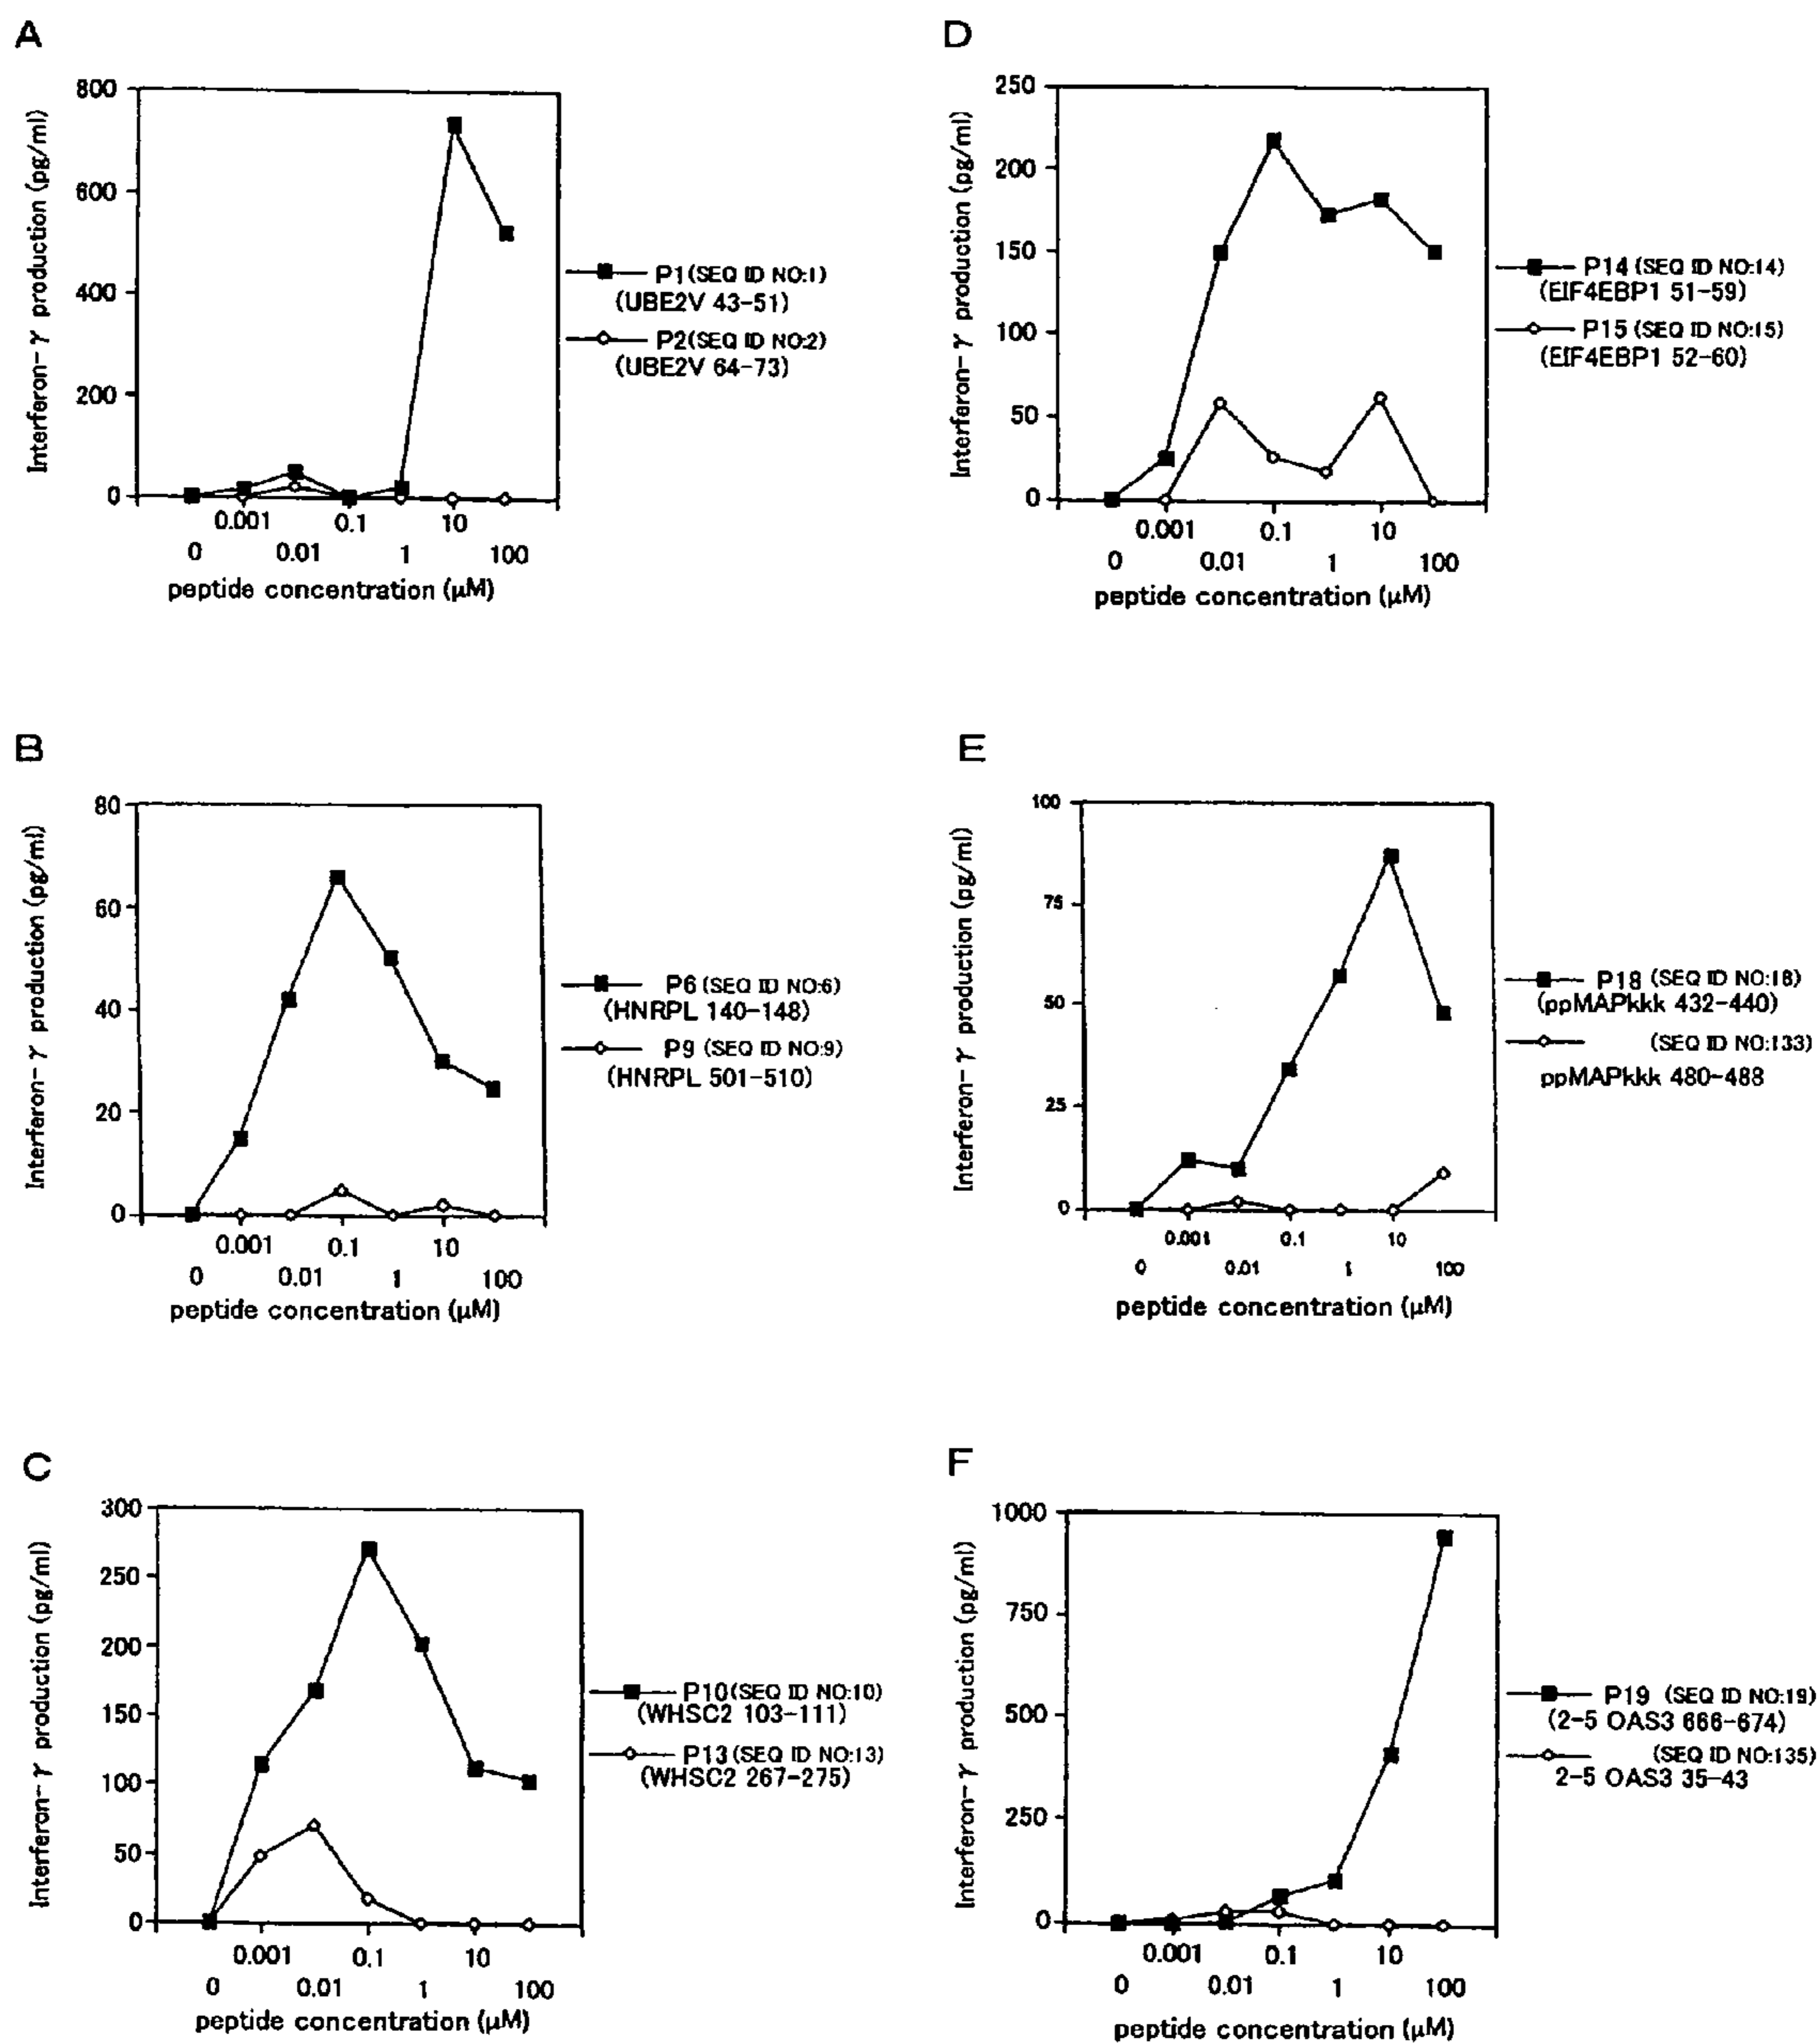 A
Interferon-γ production (pg/ml)
800
600
400
200
0
0.001 0.1 10
0 0.01 1 100
peptide concentration (μM)
P1(SEQ ID NO:1)
(UBE2V 43-51)
P2(SEQ ID NO:2)
(UBE2V 64-73)
D
Interferon-γ production (pg/ml)
250
200
150
100
50
0
0.001 0.1 10
0 0.01 1 100
peptide concentration (μM)
P14 (SEQ ID NO:14)
(EIF4EBP1 51-59)
P15 (SEQ ID NO:15)
(EIF4EBP1 52-60)
B
Interferon-γ production (pg/ml)
80
60
40
20
0
0.001 0.1 10
0 0.01 1 100
peptide concentration (μM)
P6 (SEQ ID NO:6)
(HNRPL 140-148)
P9 (SEQ ID NO:9)
(HNRPL 501-510)
E
Interferon-γ production (pg/ml)
100
75
50
25
0
0.001 0.1 10
0 0.01 1 100
peptide concentration (μM)
P18 (SEQ ID NO:18)
(ppMAPkkk 432-440)
(SEQ ID NO:133)
ppMAPkkk 480-488
C
Interferon-γ production (pg/ml)
300
250
200
150
100
50
0
0.001 0.1 10
0 0.01 1 100
peptide concentration (μM)
P10(SEQ ID NO:10)
(WHSC2 103-111)
P13(SEQ ID NO:13)
(WHSC2 267-275)
F
Interferon-γ production (pg/ml)
1000
750
500
250
0
0.001 0.1 10
0 0.01 1 100
peptide concentration (μM)
P19 (SEQ ID NO:19)
(2-5 OAS3 666-674)
(SEQ ID NO:135)
2-5 OAS3 35-43